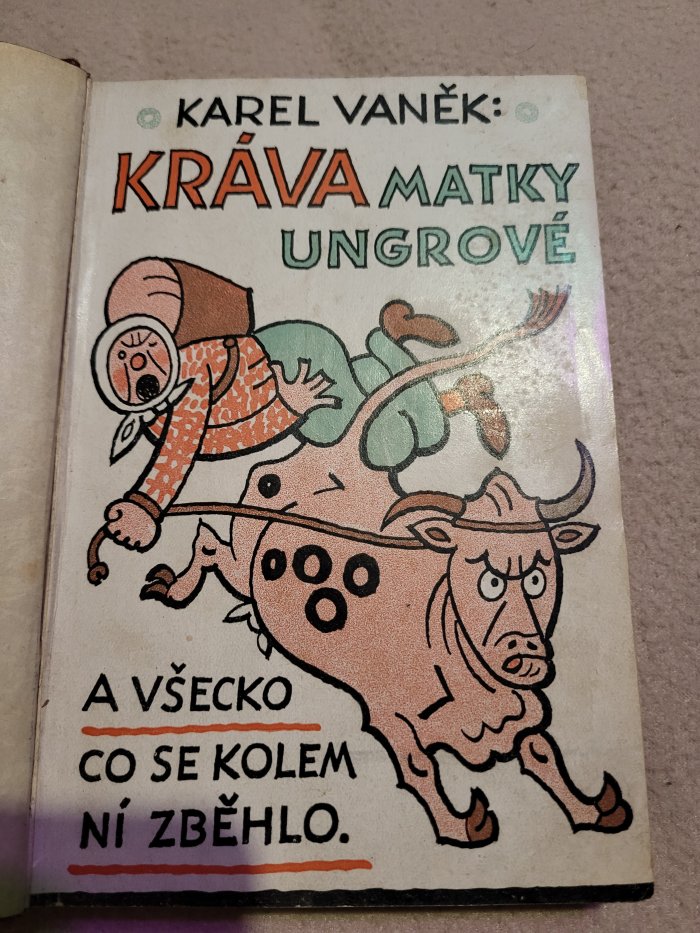 KAREL VANĚK:
KRÁVA MATKY
UNGROVÉ
A VŠECKO
CO SE KOLEM
NÍ ZBĚHLO.